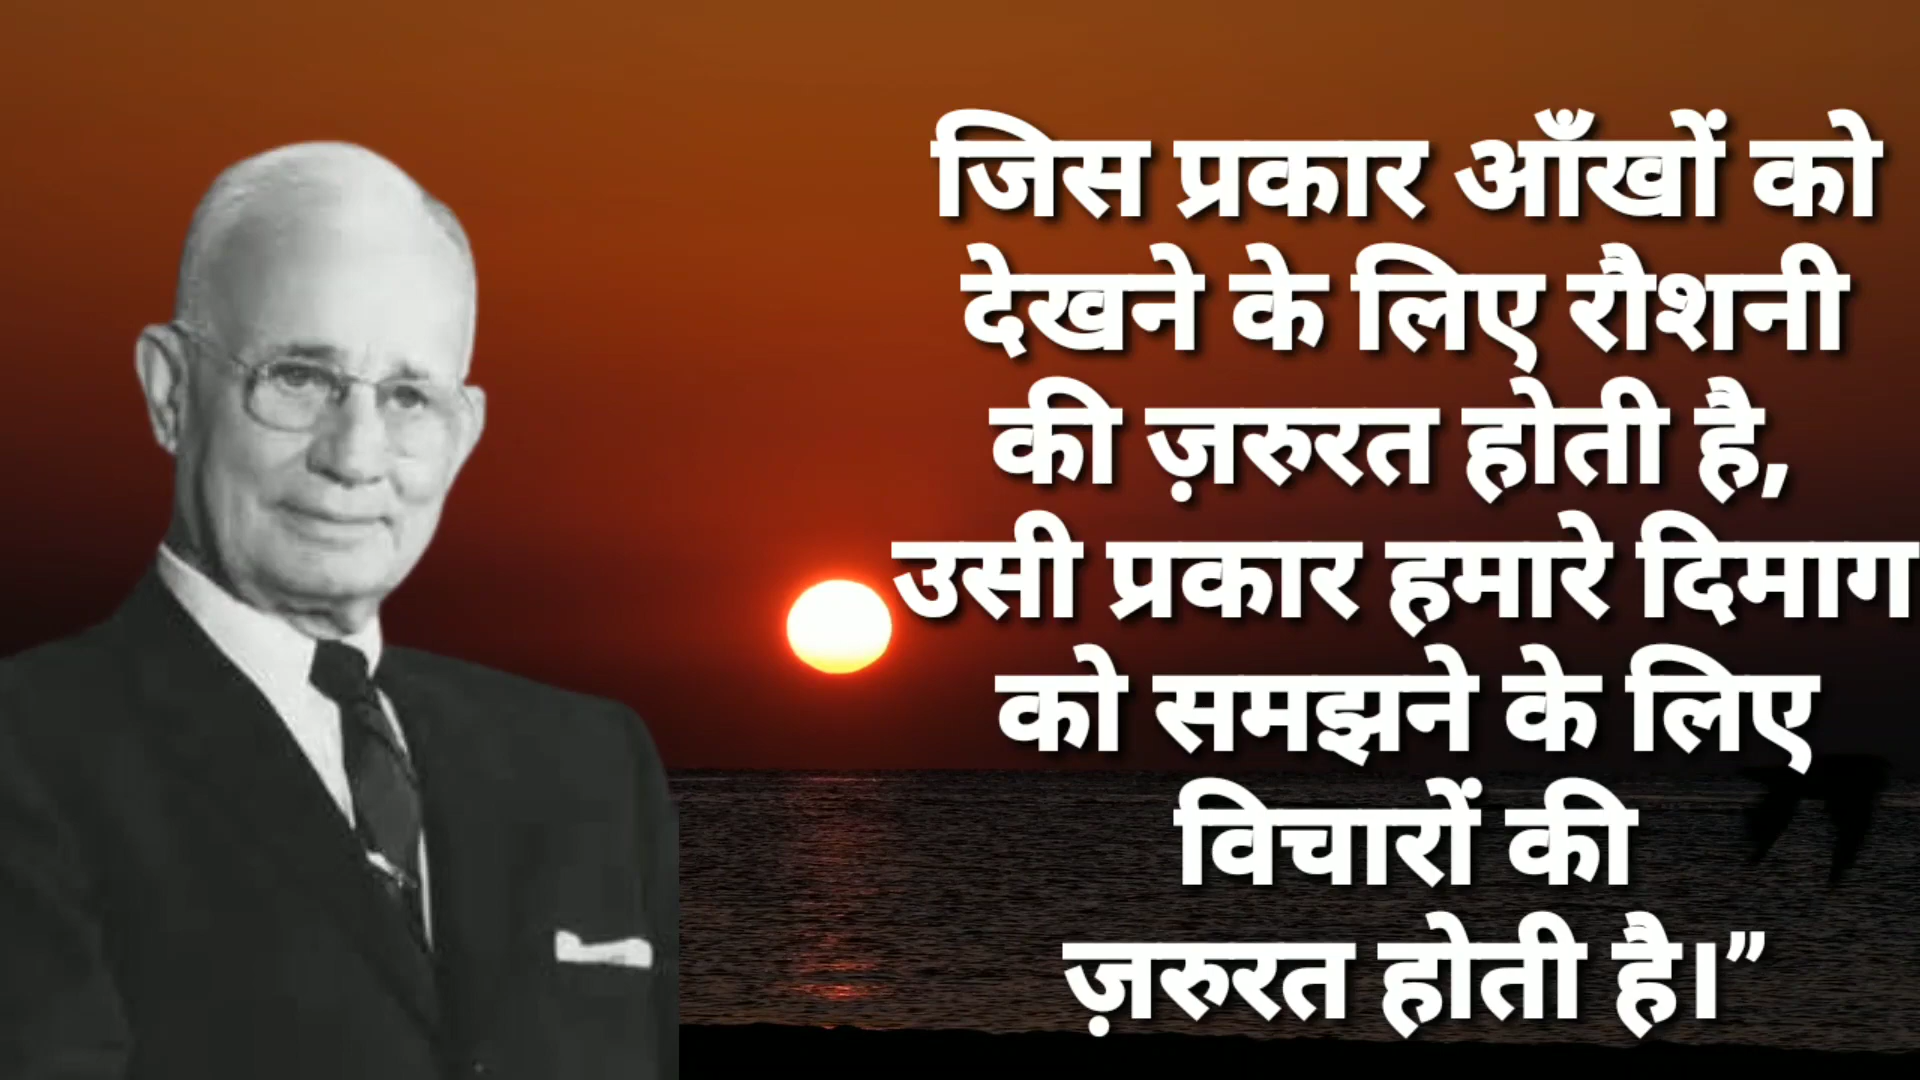 जिस प्रकार आँखों को
देखने के लिए रौशनी
की ज़रुरत होती है,
उसी प्रकार हमारे दिमाग
को समझने के लिए
विचारों की
ज़रुरत होती है।”